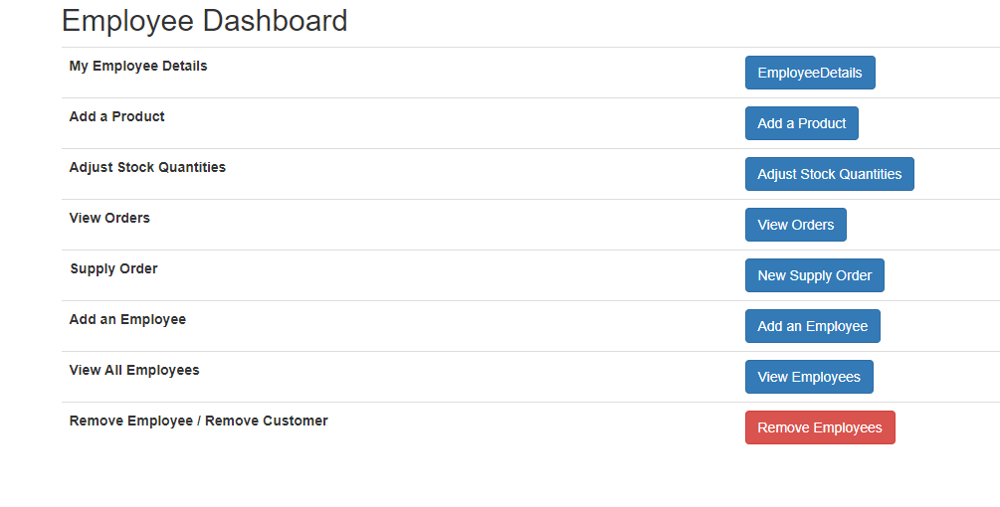 Employee Dashboard
My Employee Details
EmployeeDetails
Add a Product
Add a Product
Adjust Stock Quantities
Adjust Stock Quantities
View Orders
View Orders
Supply Order
New Supply Order
Add an Employee
Add an Employee
View All Employees
View Employees
Remove Employee / Remove Customer
Remove Employees